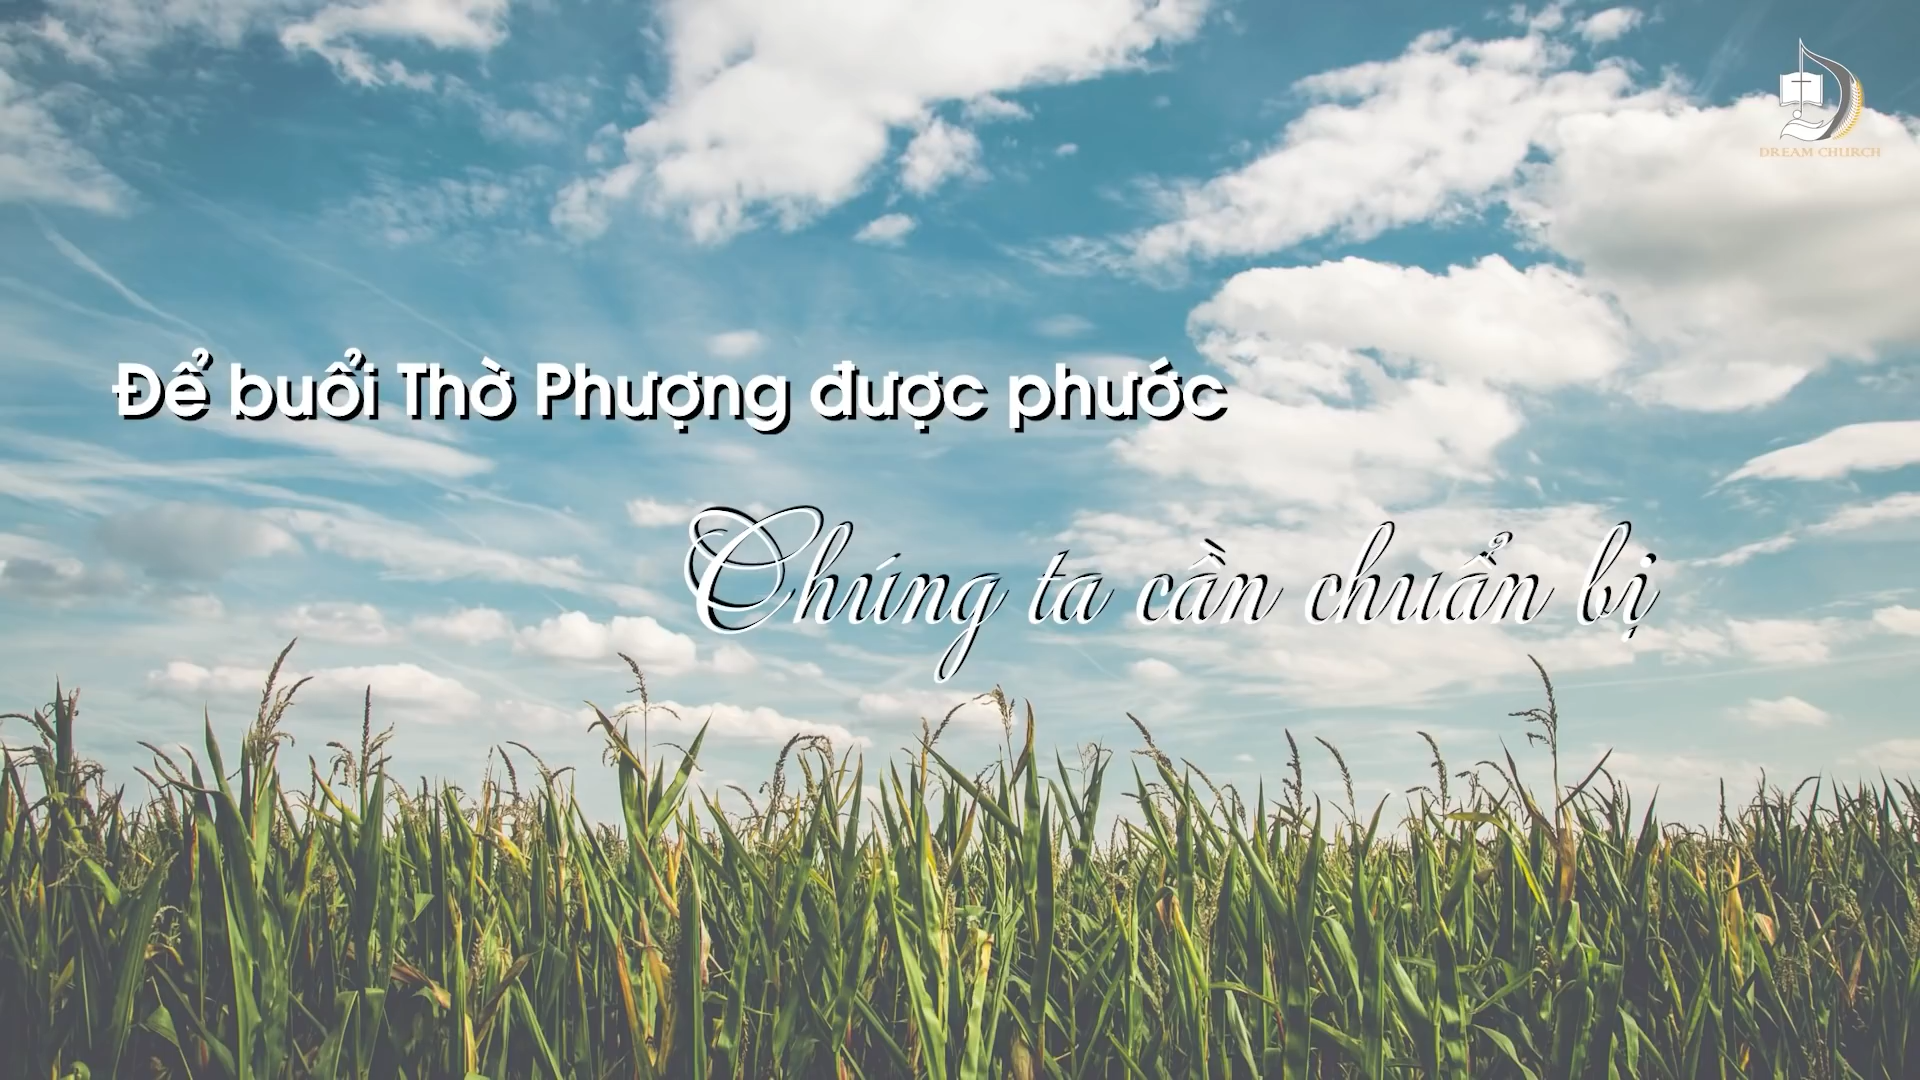 DREAM CHURCH
Để buổi Thờ Phượng được phước
Chúng ta cần chuẩn bị